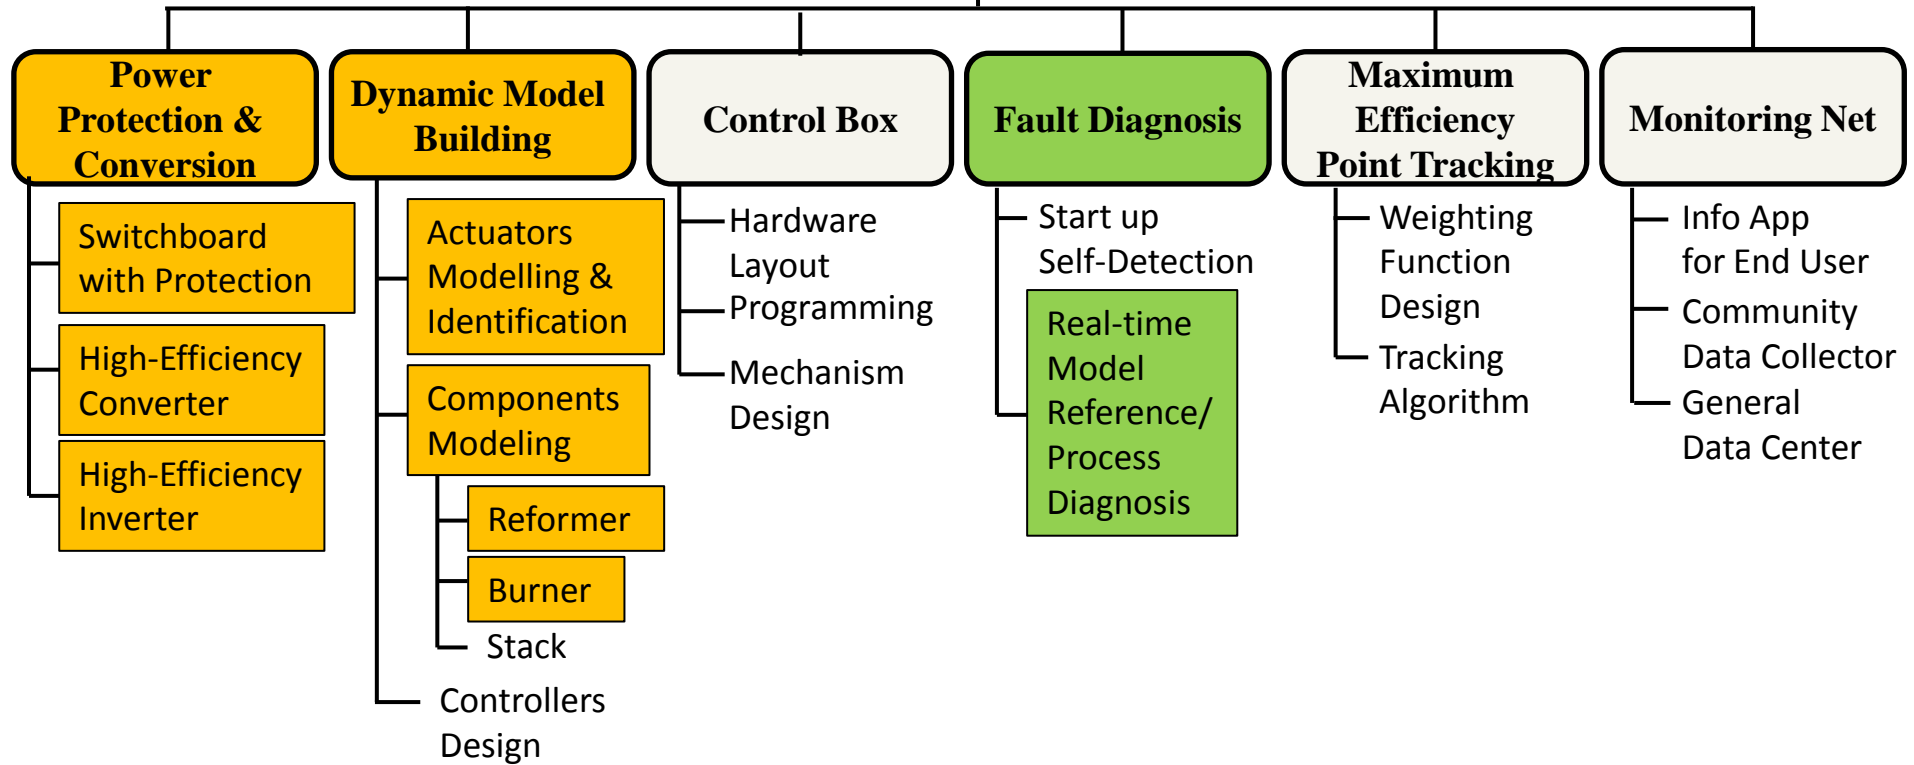 Power
Protection &
Conversion
Switchboard
with Protection
High-Efficiency
Converter
High-Efficiency
Inverter
Dynamic Model
Building
Actuators
Modelling &
Identification
Components
Modeling
Reformer
Burner
Stack
Controllers
Design
Control Box
Hardware
Layout
Programming
Mechanism
Design
Fault Diagnosis
Start up
Self-Detection
Real-time
Model
Reference/
Process
Diagnosis
Maximum
Efficiency
Point Tracking
Weighting
Function
Design
Tracking
Algorithm
Monitoring Net
Info App
for End User
Community
Data Collector
General
Data Center